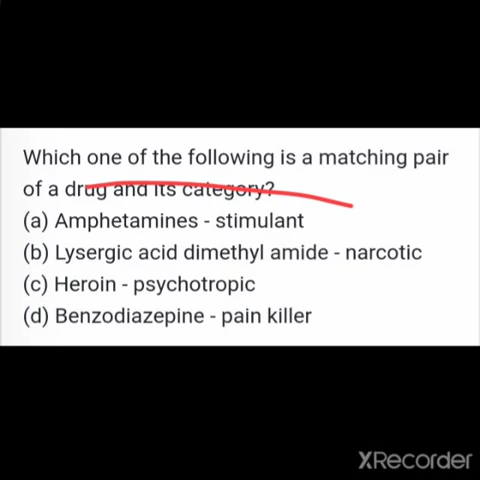 Which one of the following is a matching pair
of a drug and its category?
(a) Amphetamines - stimulant
(b) Lysergic acid dimethyl amide - narcotic
(c) Heroin - psychotropic
(d) Benzodiazepine - pain killer
XRecorder